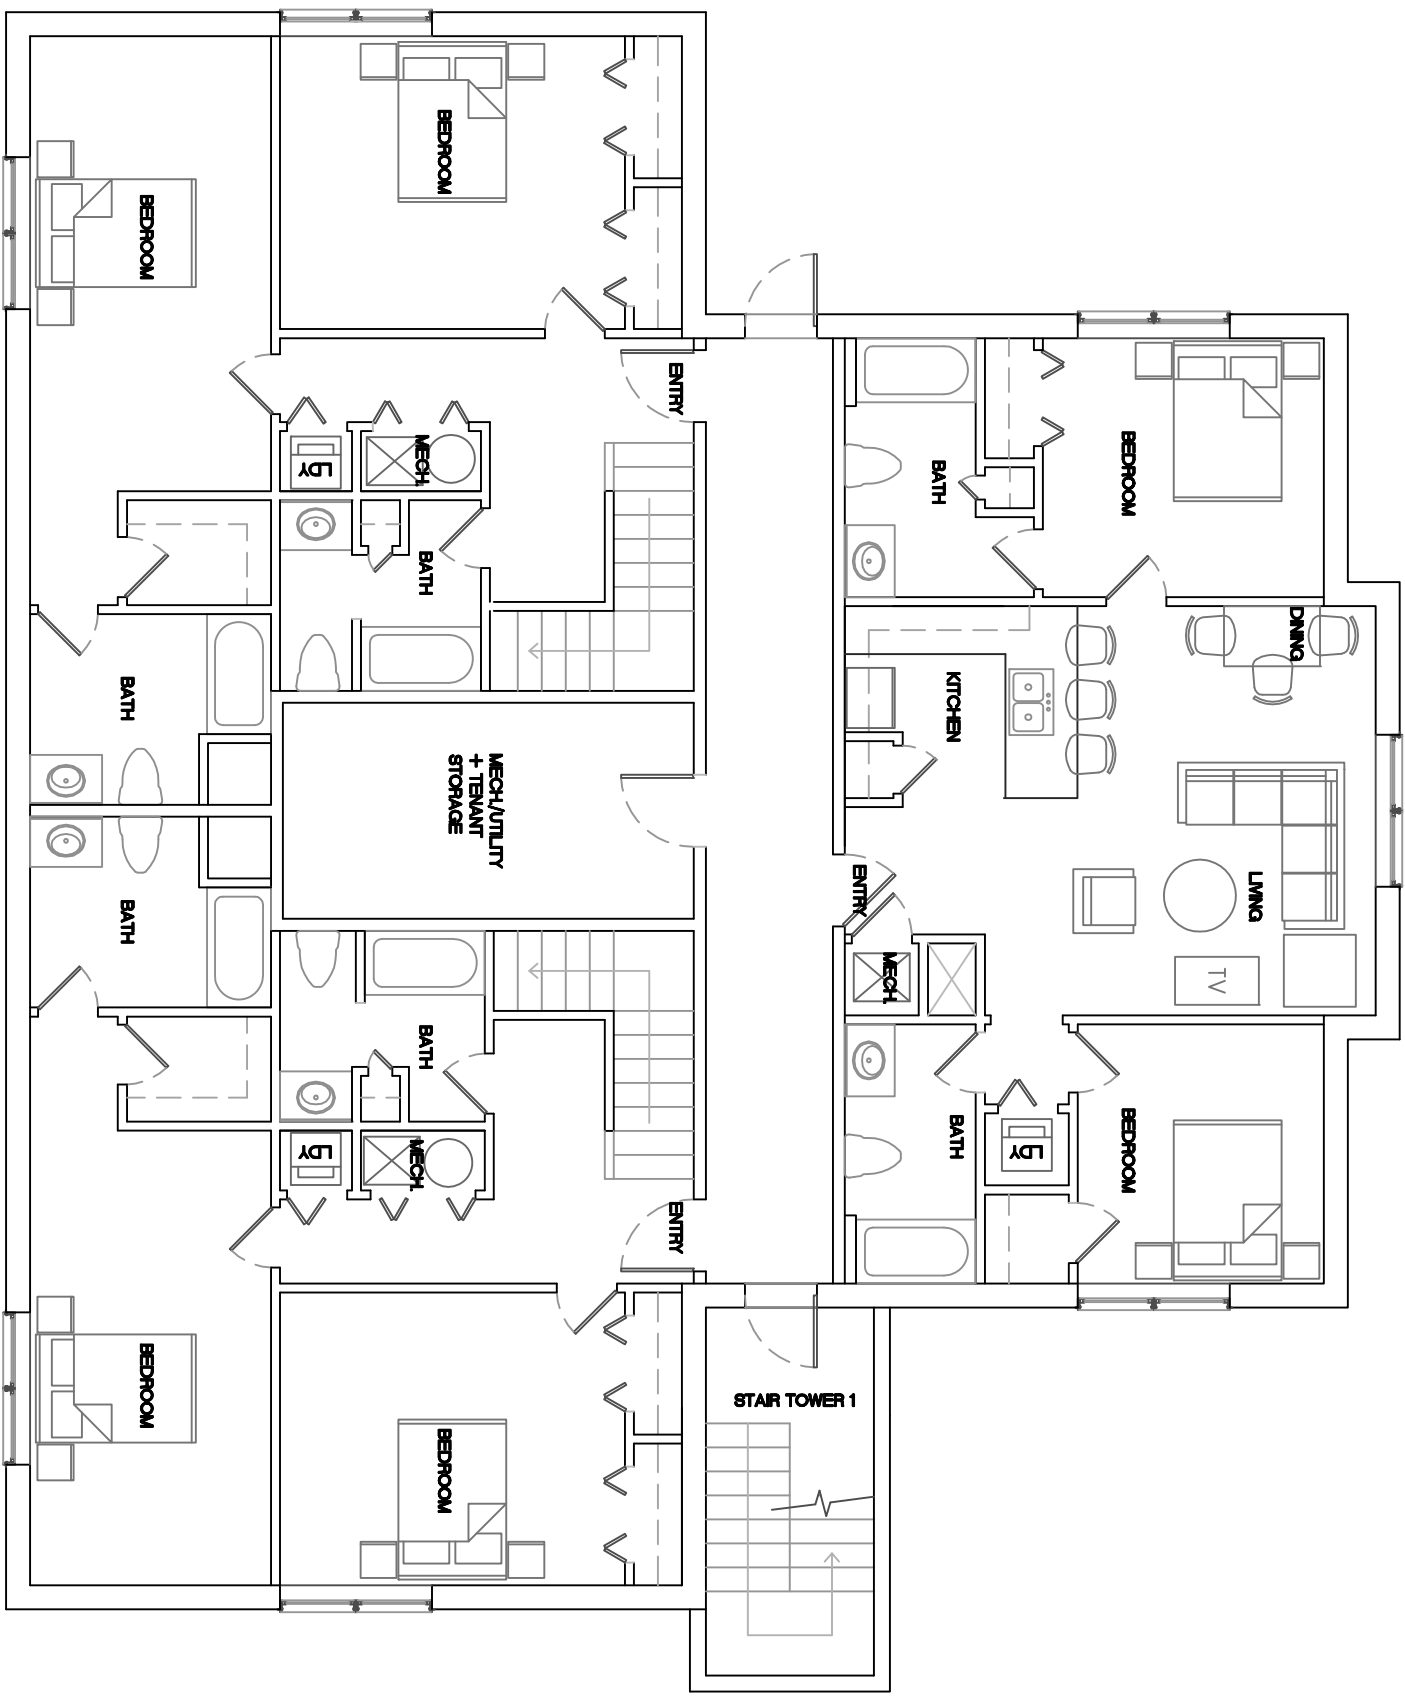 BEDROOM
BEDROOM
ENTRY
MECH.
LDY
BATH
BATH
BEDROOM
DINING
KITCHEN
BATH
MECH./UTILITY
+ TENANT
STORAGE
LIVING
ENTRY
BATH
MECH.
TV
BATH
BEDROOM
BATH
LDY
MECH.
LDY
ENTRY
BEDROOM
STAIR TOWER 1
BEDROOM